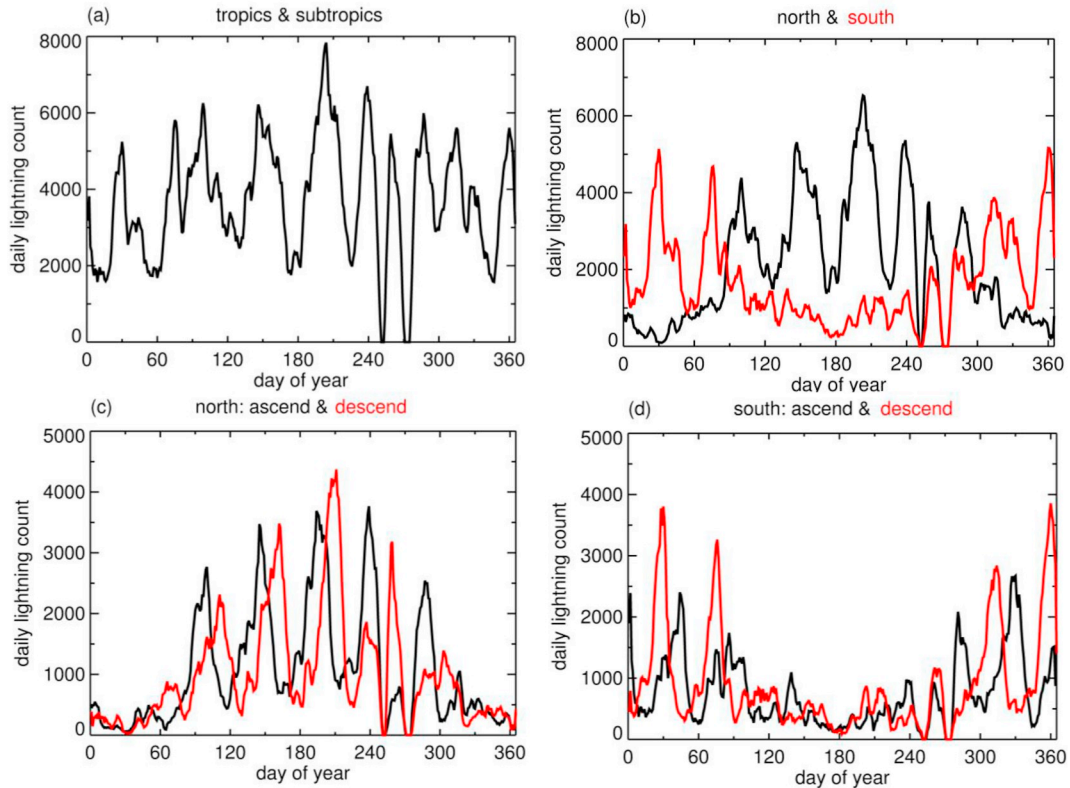 (a) tropics & subtropics
8000
6000
4000
2000
0
daily lightning count
0 60 120 180 240 300 360
day of year
(b) north & south
8000
6000
4000
2000
0
daily lightning count
0 60 120 180 240 300 360
day of year
(c) north: ascend & descend
5000
4000
3000
2000
1000
0
daily lightning count
0 60 120 180 240 300 360
day of year
(d) south: ascend & descend
5000
4000
3000
2000
1000
0
daily lightning count
0 60 120 180 240 300 360
day of year